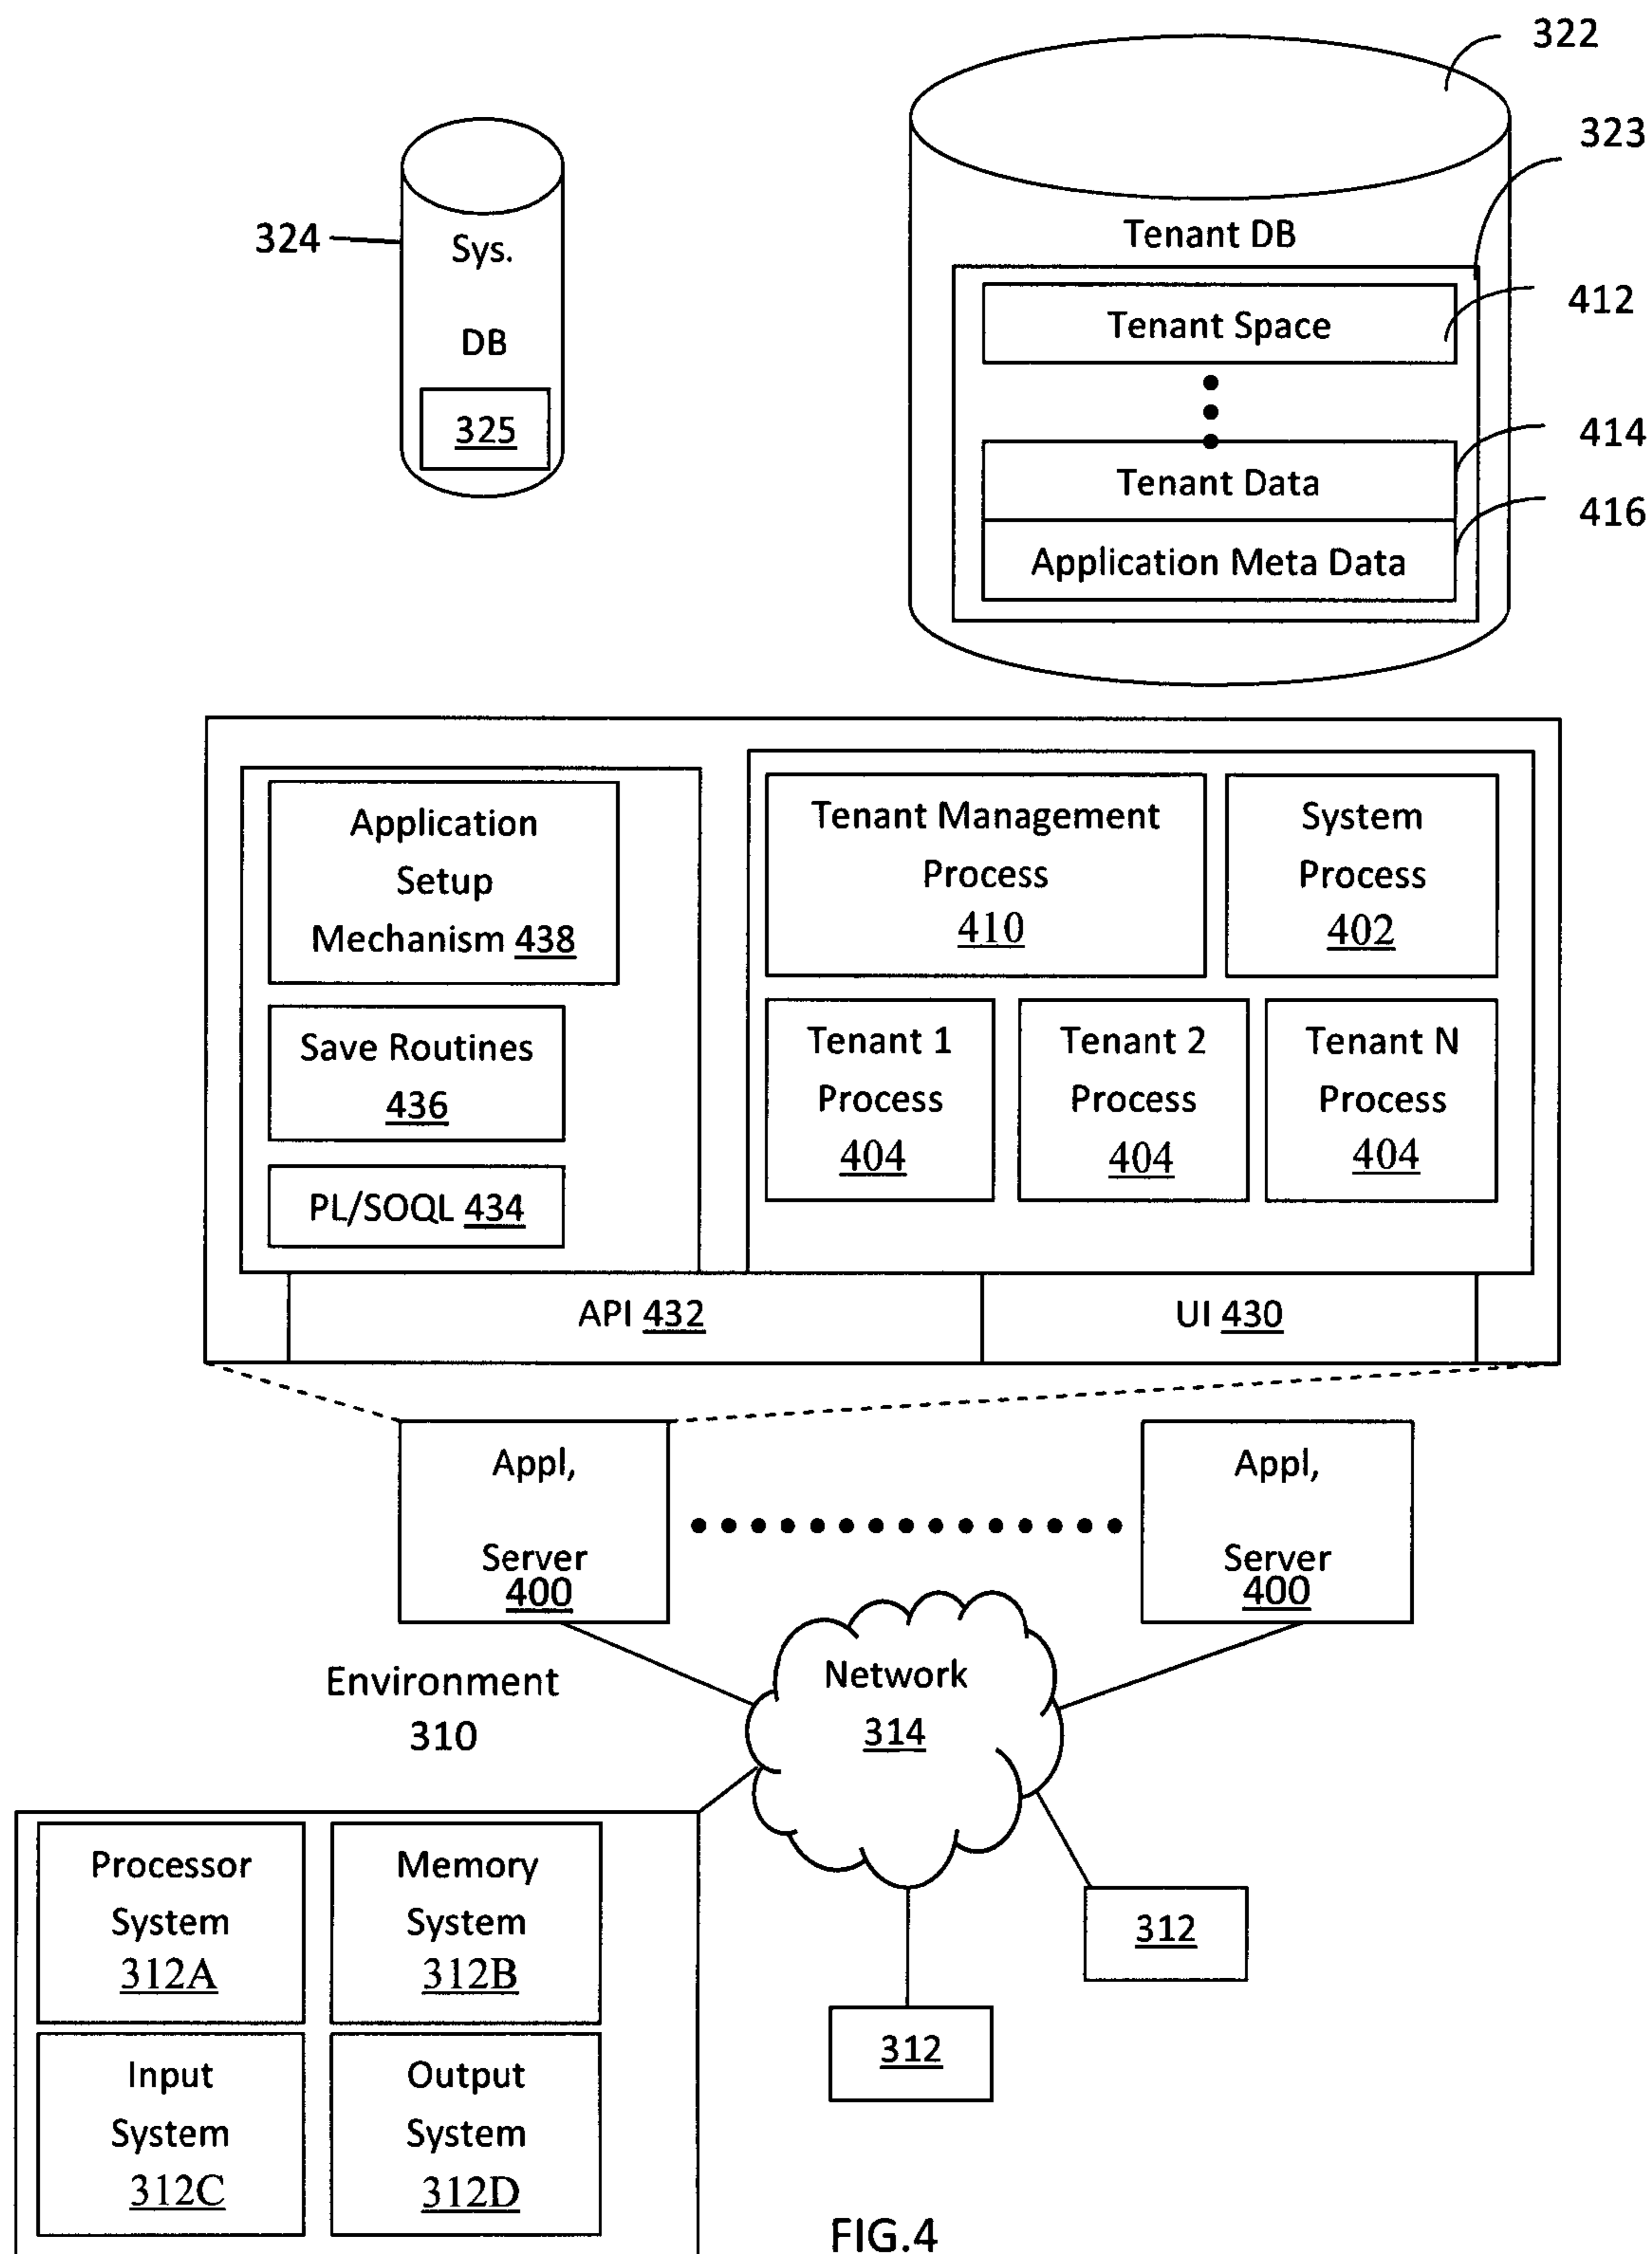 322
323
324
Sys.
DB
325
Tenant DB
Tenant Space
412
Tenant Data
414
Application Meta Data
416
Application
Setup
Mechanism 438
Save Routines
436
PL/SOQL 434
Tenant Management
Process
410
System
Process
402
Tenant 1
Process
404
Tenant 2
Process
404
Tenant N
Process
404
API 432
UI 430
Appl,
Server
400
Appl,
Server
400
Environment
310
Network
314
Processor
System
312A
Memory
System
312B
Input
System
312C
Output
System
312D
312
312
FIG.4